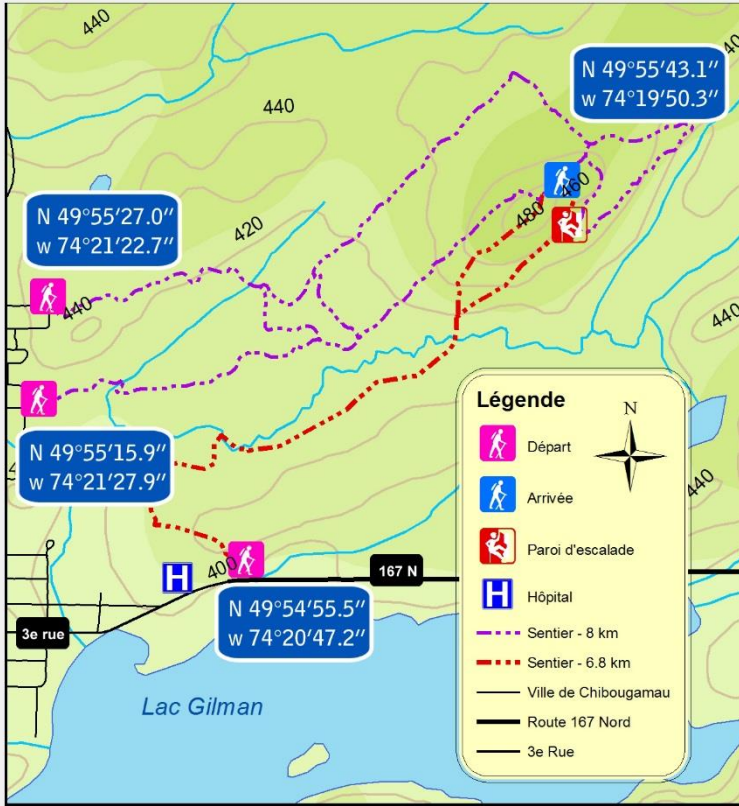 440
440
N 49°55′43.1″
w 74°19′50.3″
440
460
N 49°55′27.0″
w 74°21′22.7″
420
480
440
440
N 49°55′15.9″
w 74°21′27.9″
400
167 N
3e rue
N 49°54′55.5″
w 74°20′47.2″
Lac Gilman
Légende
N
Départ
Arrivée
Paroi d'escalade
H
Hôpital
Sentier - 8 km
Sentier - 6.8 km
Ville de Chibougamau
Route 167 Nord
3e Rue
440
H